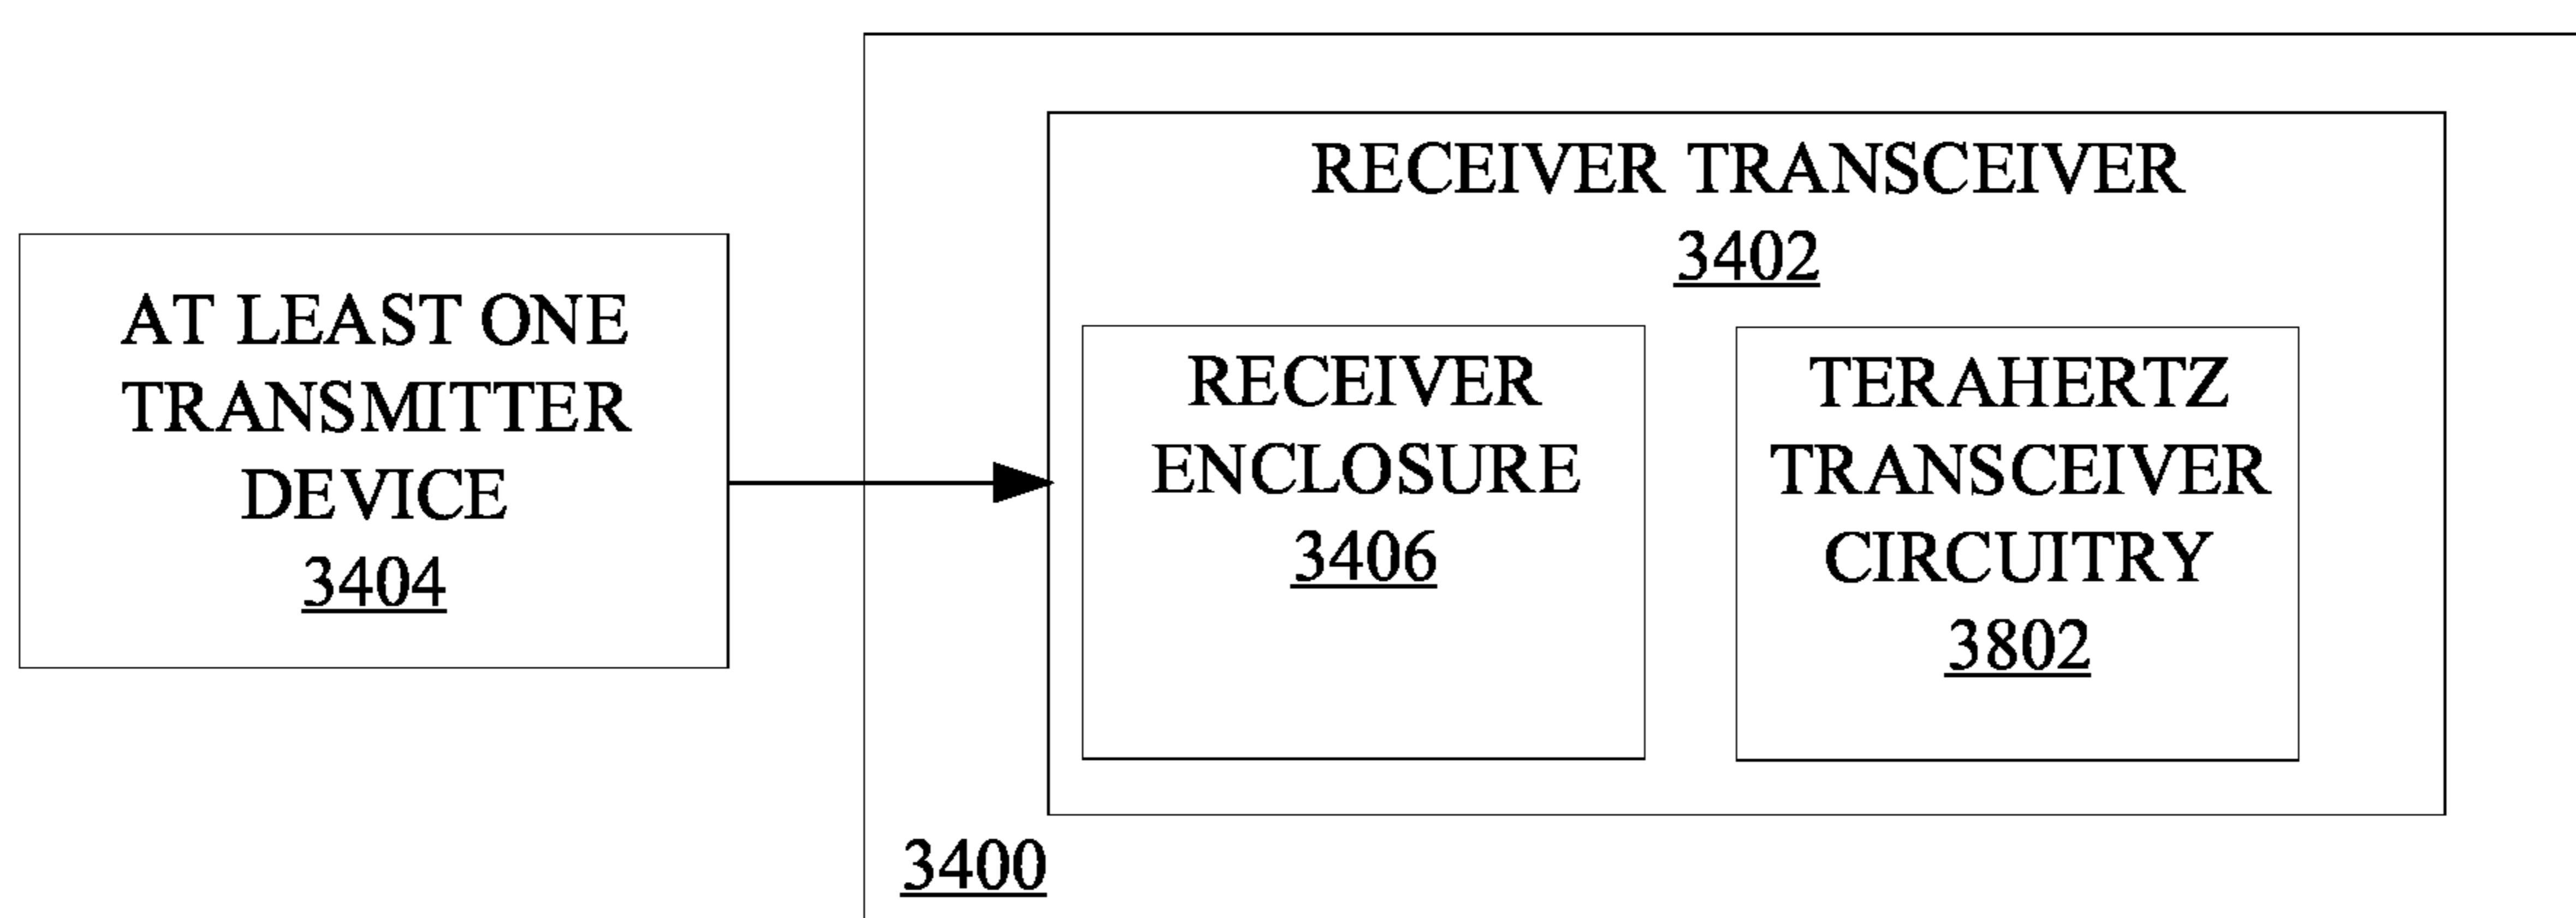 AT LEAST ONE
TRANSMITTER
DEVICE
3404
RECEIVER TRANSCEIVER
3402
RECEIVER
ENCLOSURE
3406
TERAHERTZ
TRANSCEIVER
CIRCUITRY
3802
3400